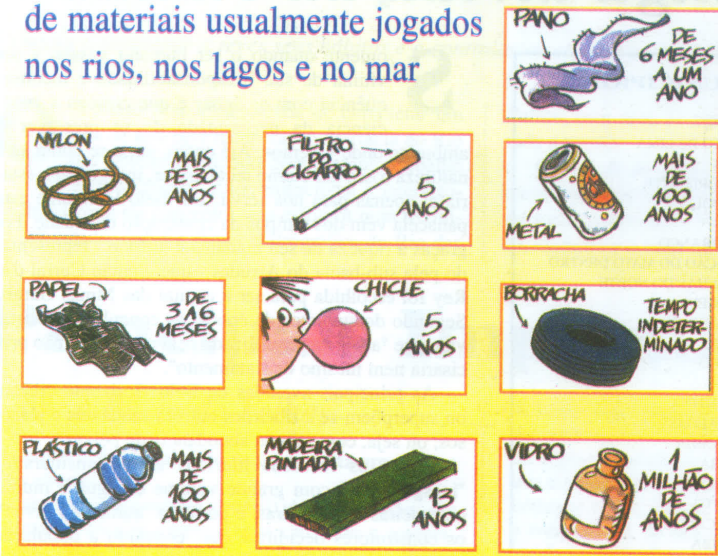 de materiais usualmente jogados
nos rios, nos lagos e no mar
PANO
DE
6 MESES
A UM
ANO
NYLON
MAIS
DE 30
ANOS
FILTRO
DO
CIGARRO
5
ANOS
METAL
MAIS
DE
100
ANOS
PAPEL
DE
3 A 6
MESES
CHICLE
5
ANOS
BORRACHA
TEMPO
INDETER-
MINADO
PLÁSTICO
MAIS
DE
100
ANOS
MADEIRA
PINTADA
13
ANOS
VIDRO
1
MILHÃO
DE
ANOS